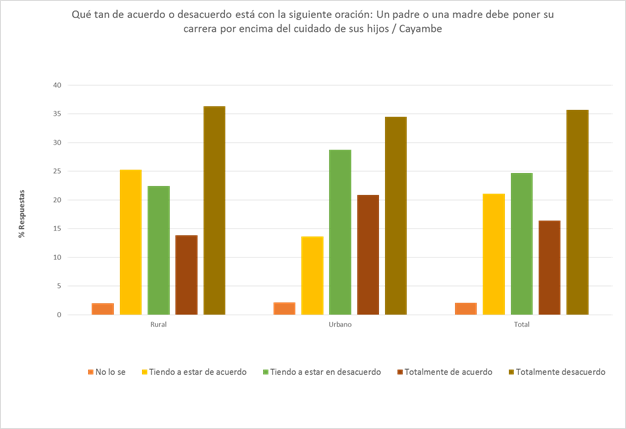 Qué tan de acuerdo o desacuerdo está con la siguiente oración: Un padre o una madre debe poner su
carrera por encima del cuidado de sus hijos / Cayambe
40
35
30
25
20
15
10
5
0
% Respuestas
Rural Urbano Total
No lo se Tiendo a estar de acuerdo Tiendo a estar en desacuerdo Totalmente de acuerdo Totalmente desacuerdo